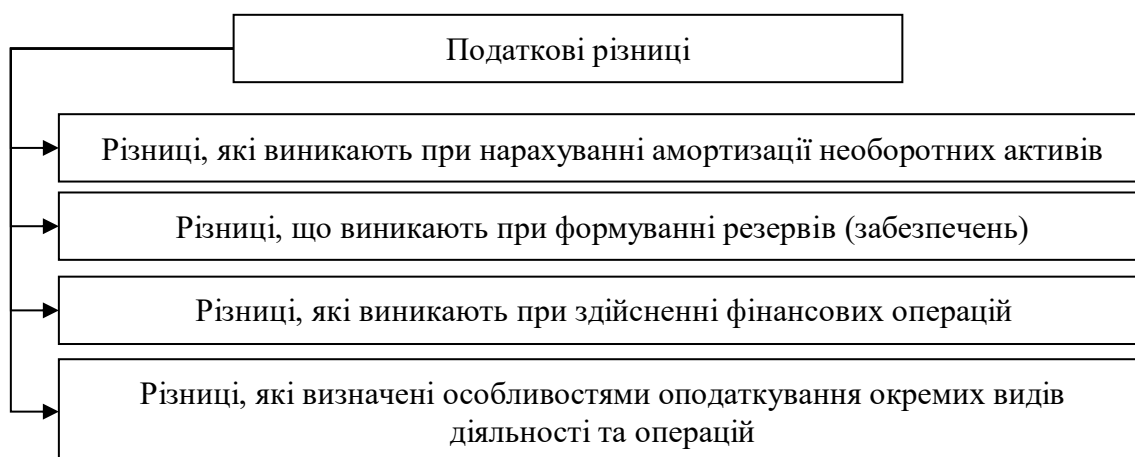 Податкові різниці
Різниці, які виникають при нарахуванні амортизації необоротних активів
Різниці, що виникають при формуванні резервів (забезпечень)
Різниці, які виникають при здійсненні фінансових операцій
Різниці, які визначені особливостями оподаткування окремих видів
діяльності та операцій